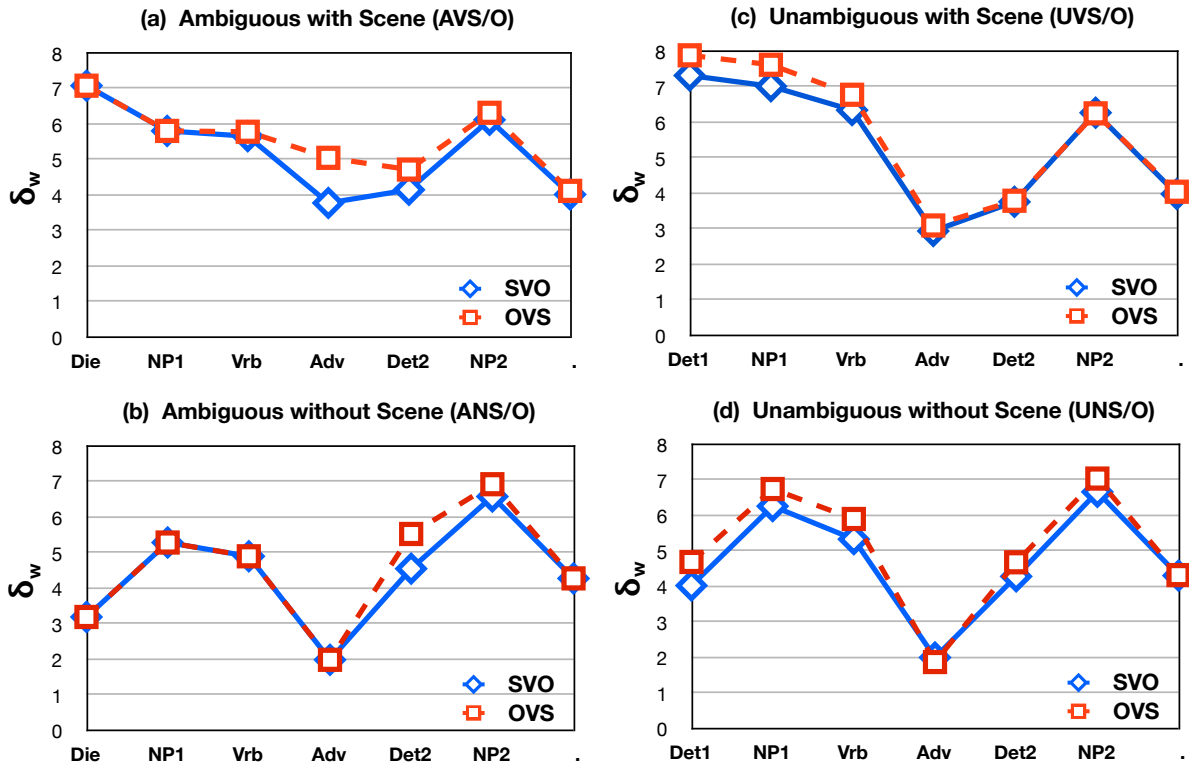 (a) Ambiguous with Scene (AVS/O)
8
7
6
5
4
3
2
1
0
δw
SVO
OVS
Die NP1 Vrb Adv Det2 NP2 .
(c) Unambiguous with Scene (UVS/O)
8
7
6
5
4
3
2
1
0
δw
SVO
OVS
Det1 NP1 Vrb Adv Det2 NP2 .
(b) Ambiguous without Scene (ANS/O)
8
7
6
5
4
3
2
1
0
δw
SVO
OVS
Die NP1 Vrb Adv Det2 NP2 .
(d) Unambiguous without Scene (UNS/O)
8
7
6
5
4
3
2
1
0
δw
SVO
OVS
Det1 NP1 Vrb Adv Det2 NP2 .